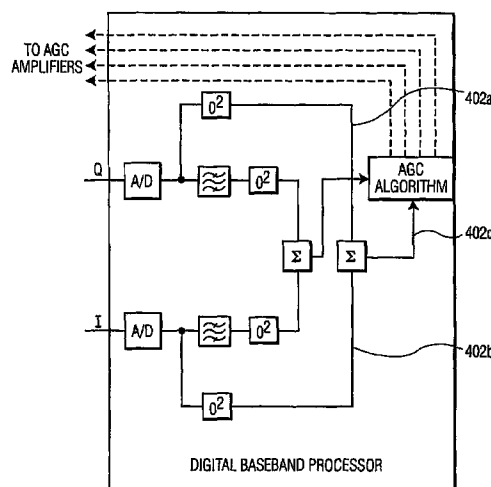 TO AGC
AMPLIFIERS
0²
402a
Q
A/D
0²
AGC
ALGORITHM
Σ
Σ
402c
I
A/D
0²
402b
0²
DIGITAL BASEBAND PROCESSOR